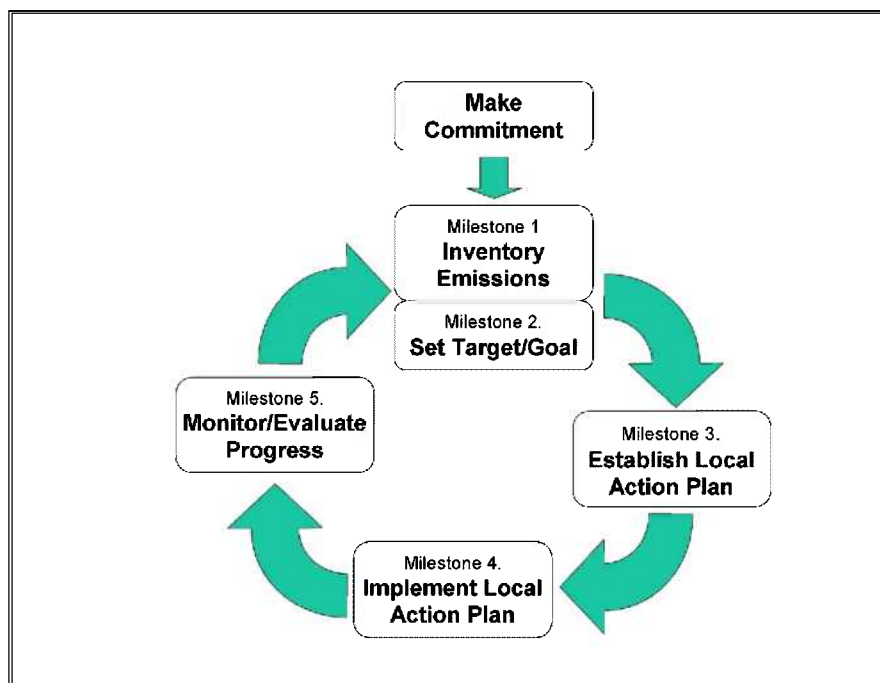 Make
Commitment
Milestone 1
Inventory
Emissions
Milestone 2.
Set Target/Goal
Milestone 3.
Establish Local
Action Plan
Milestone 4.
Implement Local
Action Plan
Milestone 5.
Monitor/Evaluate
Progress